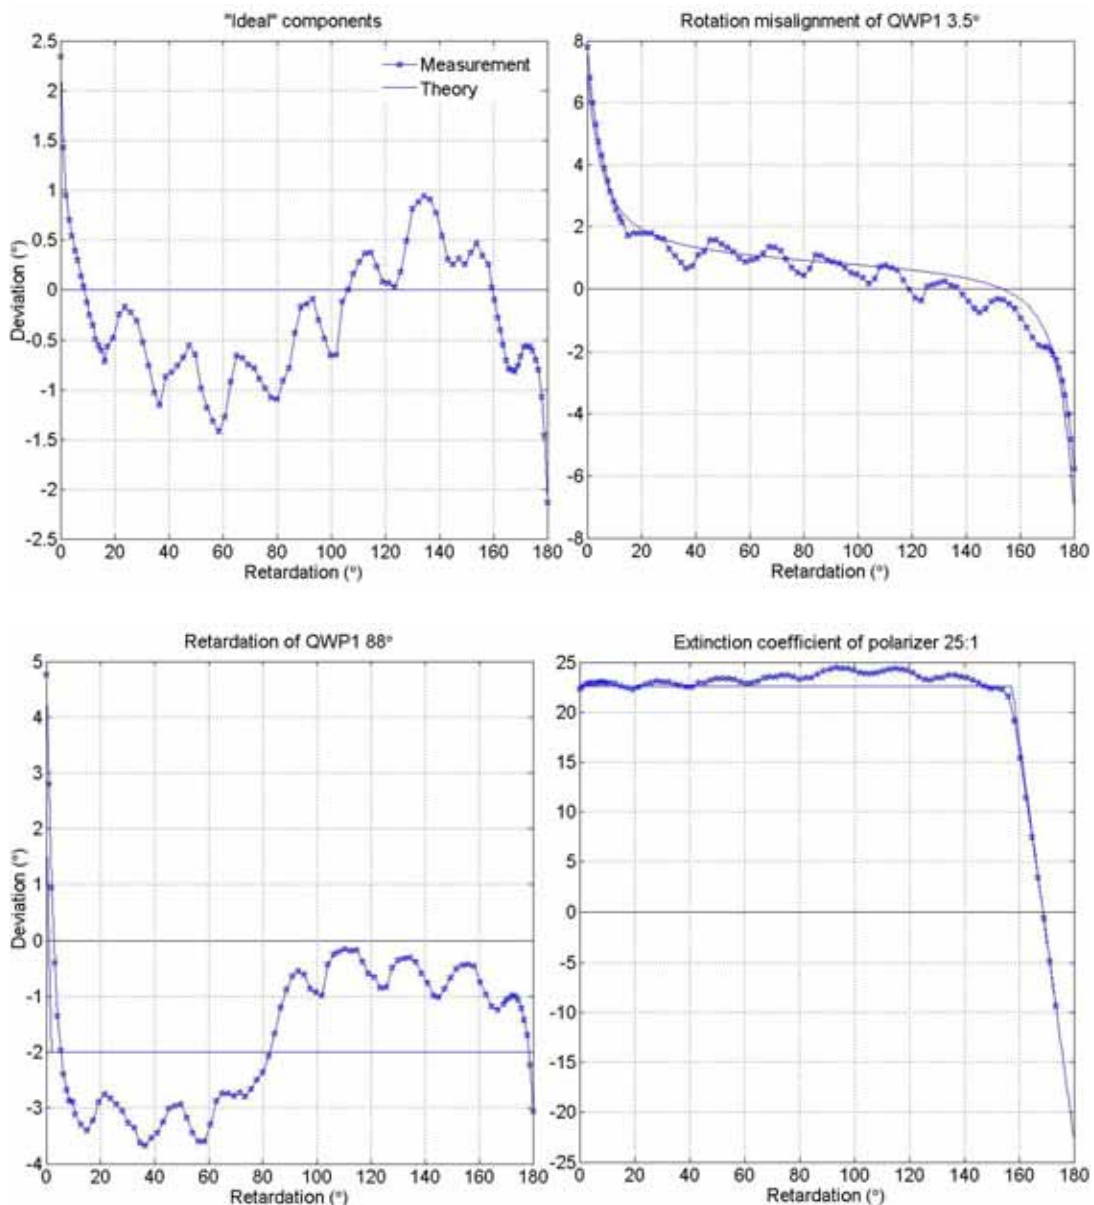 "Ideal" components
2.5
2
1.5
1
0.5
0
-0.5
-1
-1.5
-2
-2.5
Deviation (°)
Measurement
Theory
0 20 40 60 80 100 120 140 160 180
Retardation (°)
Rotation misalignment of QWP1 3.5°
8
6
4
2
0
-2
-4
-6
-8
0 20 40 60 80 100 120 140 160 180
Retardation (°)
Retardation of QWP1 88°
5
4
3
2
1
0
-1
-2
-3
-4
Deviation (°)
0 20 40 60 80 100 120 140 160 180
Retardation (°)
Extinction coefficient of polarizer 25:1
25
20
15
10
5
0
-5
-10
-15
-20
-25
0 20 40 60 80 100 120 140 160 180
Retardation (°)